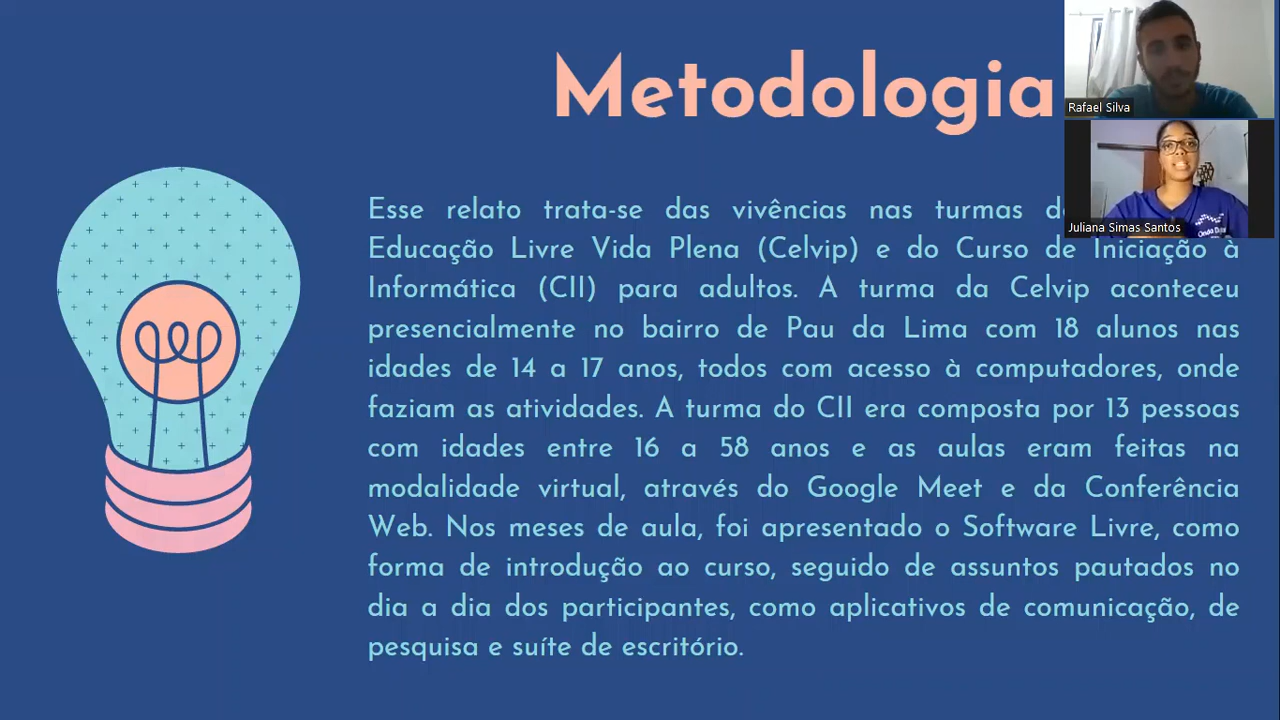 Metodologia
Rafael Silva
Juliana Simas Santos
Esse relato trata-se das vivências nas turmas
Educação Livre Vida Plena (Celvip) e do Curso de Iniciação à
Informática (CII) para adultos. A turma da Celvip aconteceu
presencialmente no bairro de Pau da Lima com 18 alunos nas
idades de 14 a 17 anos, todos com acesso à computadores, onde
faziam as atividades. A turma do CII era composta por 13 pessoas
com idades entre 16 a 58 anos e as aulas eram feitas na
modalidade virtual, através do Google Meet e da Conferência
Web. Nos meses de aula, foi apresentado o Software Livre, como
forma de introdução ao curso, seguido de assuntos pautados no
dia a dia dos participantes, como aplicativos de comunicação, de
pesquisa e suíte de escritório.